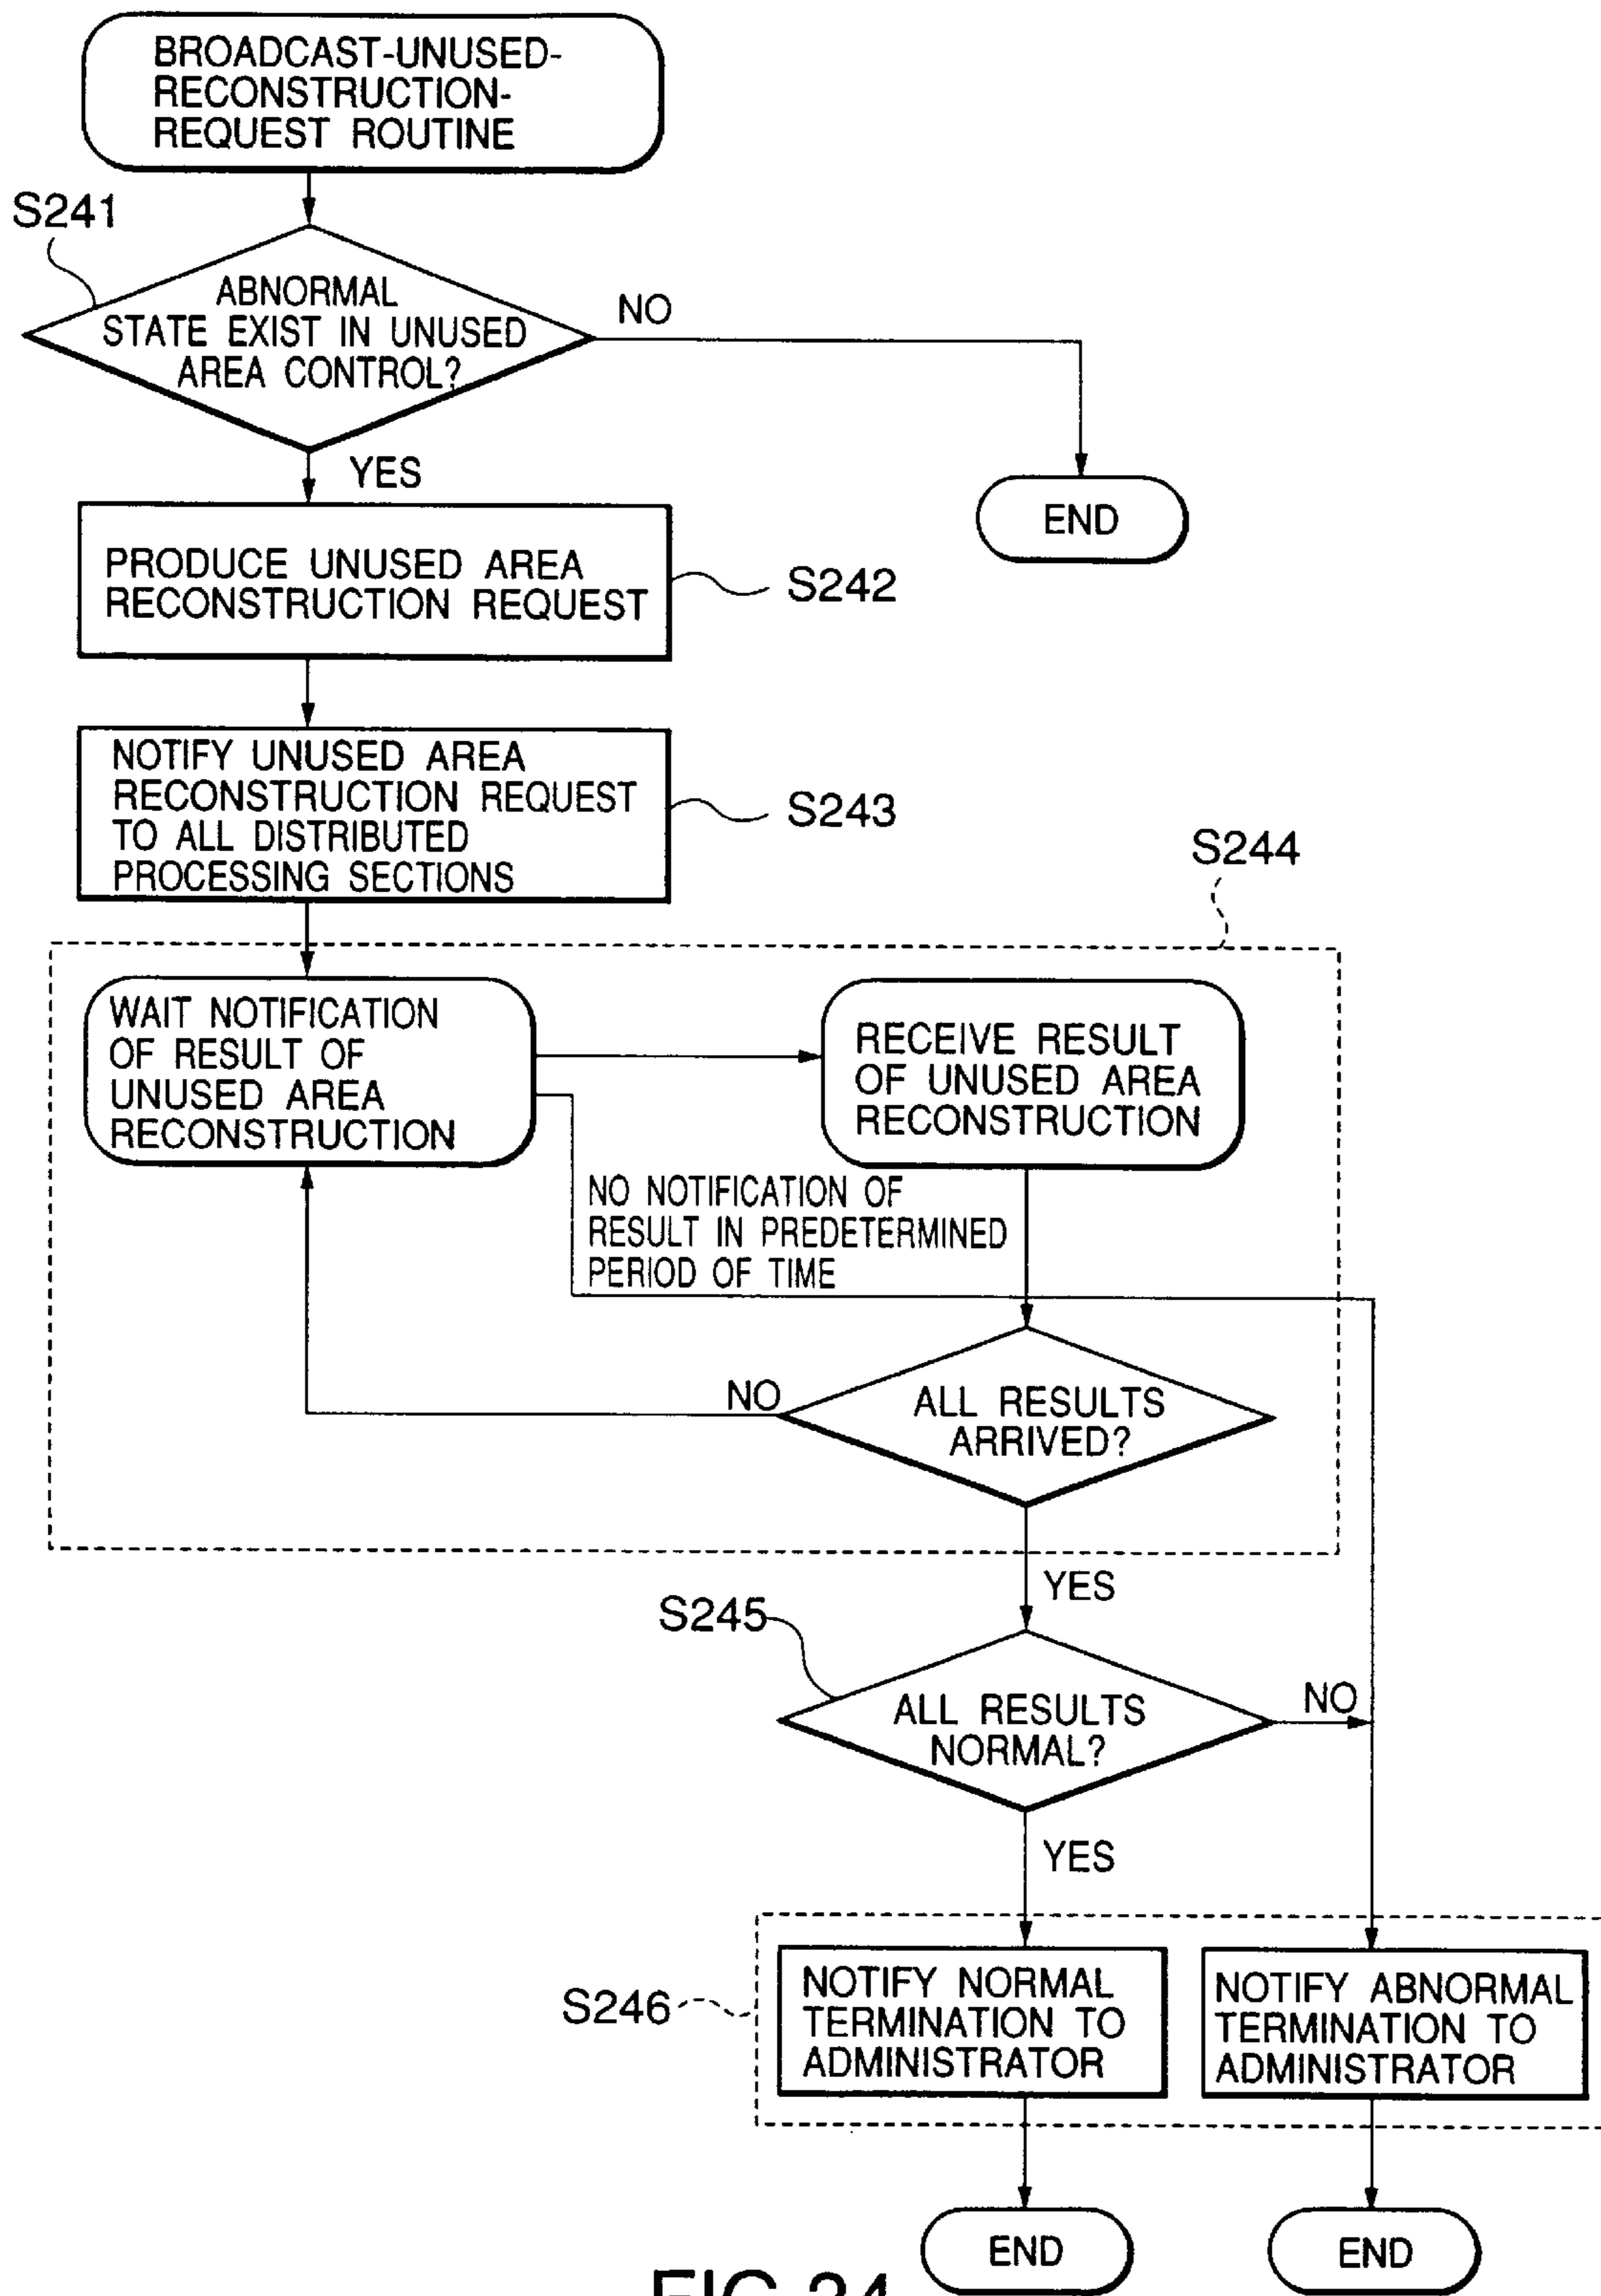 BROADCAST-UNUSED-
RECONSTRUCTION-
REQUEST ROUTINE
S241
ABNORMAL
STATE EXIST IN UNUSED
AREA CONTROL?
NO
YES
END
PRODUCE UNUSED AREA
RECONSTRUCTION REQUEST
S242
NOTIFY UNUSED AREA
RECONSTRUCTION REQUEST
TO ALL DISTRIBUTED
PROCESSING SECTIONS
S243
S244
WAIT NOTIFICATION
OF RESULT OF
UNUSED AREA
RECONSTRUCTION
RECEIVE RESULT
OF UNUSED AREA
RECONSTRUCTION
NO NOTIFICATION OF
RESULT IN PREDETERMINED
PERIOD OF TIME
NO
ALL RESULTS
ARRIVED?
YES
S245
ALL RESULTS
NORMAL?
NO
YES
S246
NOTIFY NORMAL
TERMINATION TO
ADMINISTRATOR
NOTIFY ABNORMAL
TERMINATION TO
ADMINISTRATOR
END
END
FIG.24